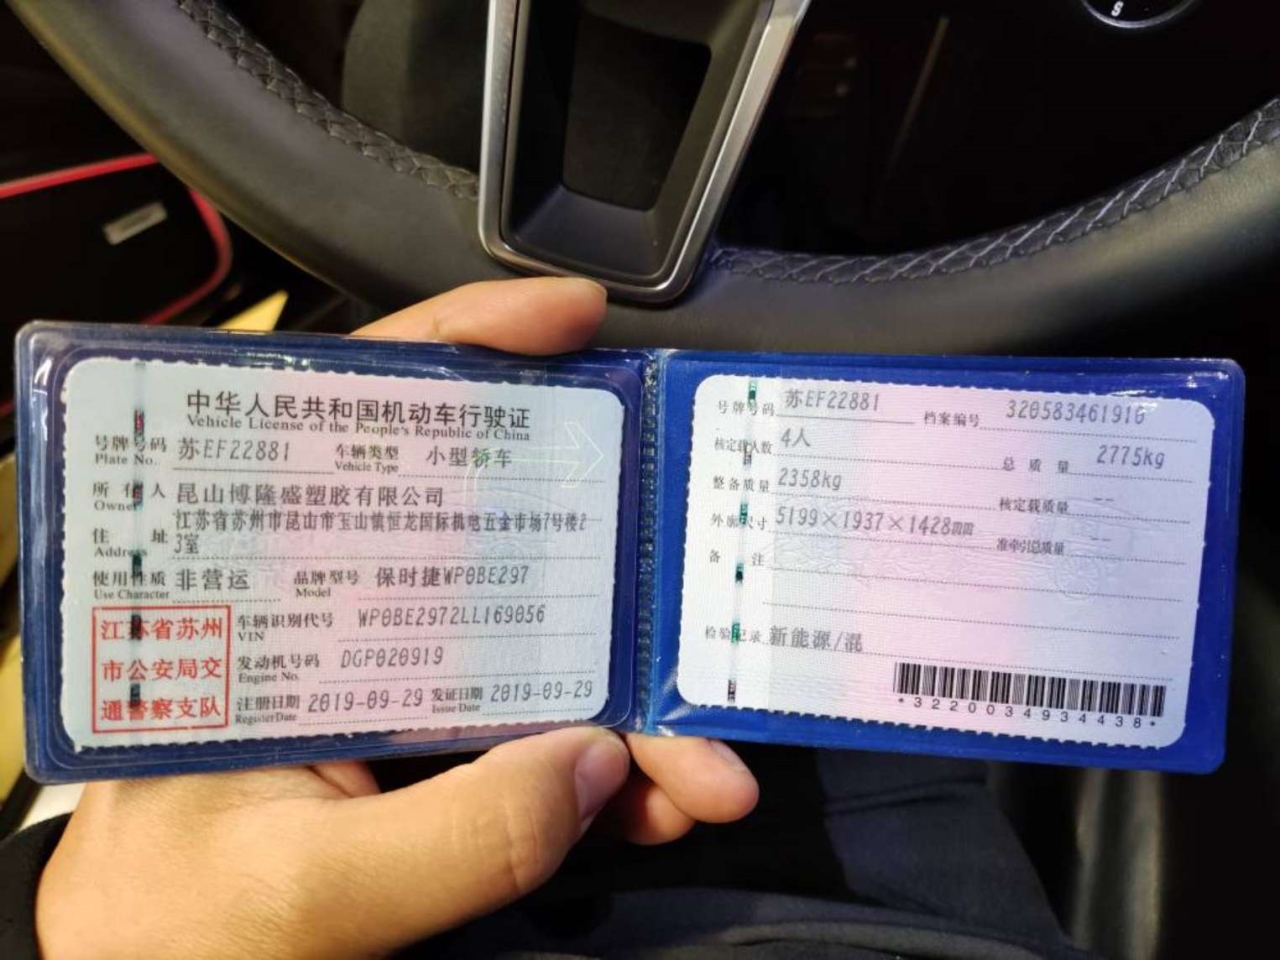 S
中华人民共和国机动车行驶证
Vehicle License of the People's Republic of China
号牌号码 苏EF22881 车辆类型 小型轿车
Plate No. Vehicle Type
所有人 昆山博隆盛塑胶有限公司
Owner
住址 江苏省苏州市昆山市玉山镇恒龙国际机电五金市场7号楼2
3室
Address
使用性质 非营运 品牌型号 保时捷WP0BE297
Use Character Model
江苏省苏州
市公安局交
通警察支队
车辆识别代号 WP0BE2972LL169056
VIN
发动机号码 DGP020919
Engine No.
注册日期 2019-09-29 发证日期 2019-09-29
Register Date Issue Date
号牌号码 苏EF22881 档案编号 320583461910
核定载人数 4人 总质量 2775kg
整备质量 2358kg 核定载质量 --
外廓尺寸 5199×1937×1428mm 准牵引总质量 --
备注
检验记录 新能源/混
*3220034934438*